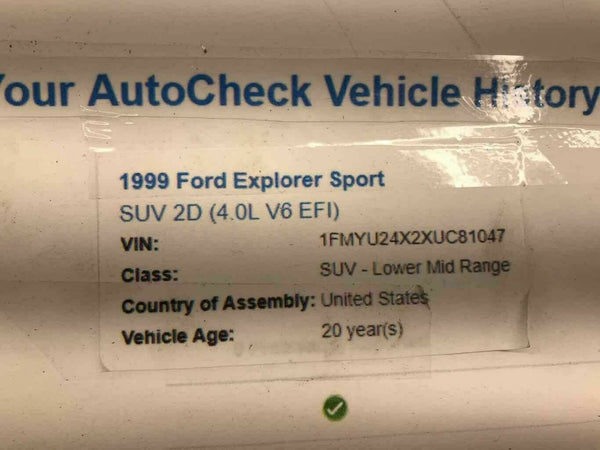 Your AutoCheck Vehicle History
1999 Ford Explorer Sport
SUV 2D (4.0L V6 EFI)
VIN: 1FMYU24X2XUC81047
Class: SUV - Lower Mid Range
Country of Assembly: United States
Vehicle Age: 20 year(s)